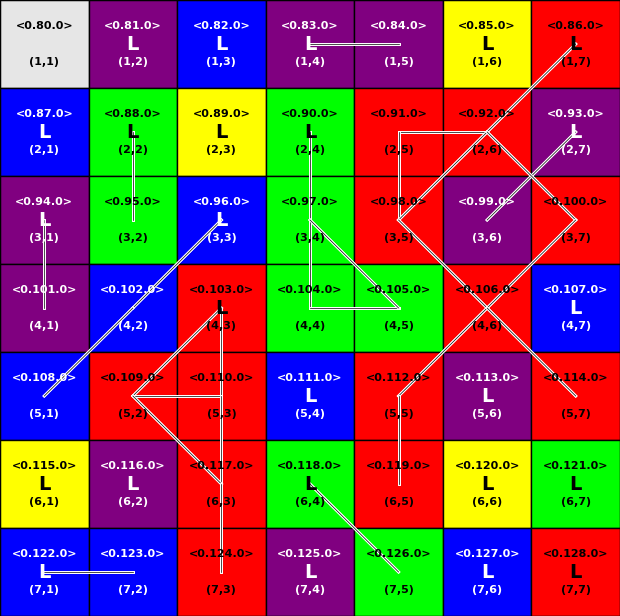 <0.80.0> <0.81.0> <0.82.0> <0.83.0> <0.84.0> <0.85.0> <0.86.0>
L L L L L
(1,1) (1,2) (1,3) (1,4) (1,5) (1,6) (1,7)
<0.87.0> <0.88.0> <0.89.0> <0.90.0> <0.91.0> <0.92.0> <0.93.0>
L L L L L
(2,1) (2,2) (2,3) (2,4) (2,5) (2,6) (2,7)
<0.94.0> <0.95.0> <0.96.0> <0.97.0> <0.98.0> <0.99.0> <0.100.0>
L L
(3,1) (3,2) (3,3) (3,4) (3,5) (3,6) (3,7)
<0.101.0> <0.102.0> <0.103.0> <0.104.0> <0.105.0> <0.106.0> <0.107.0>
L L
(4,1) (4,2) (4,3) (4,4) (4,5) (4,6) (4,7)
<0.108.0> <0.109.0> <0.110.0> <0.111.0> <0.112.0> <0.113.0> <0.114.0>
L L
(5,1) (5,2) (5,3) (5,4) (5,5) (5,6) (5,7)
<0.115.0> <0.116.0> <0.117.0> <0.118.0> <0.119.0> <0.120.0> <0.121.0>
L L L L L
(6,1) (6,2) (6,3) (6,4) (6,5) (6,6) (6,7)
<0.122.0> <0.123.0> <0.124.0> <0.125.0> <0.126.0> <0.127.0> <0.128.0>
L L L L
(7,1) (7,2) (7,3) (7,4) (7,5) (7,6) (7,7)